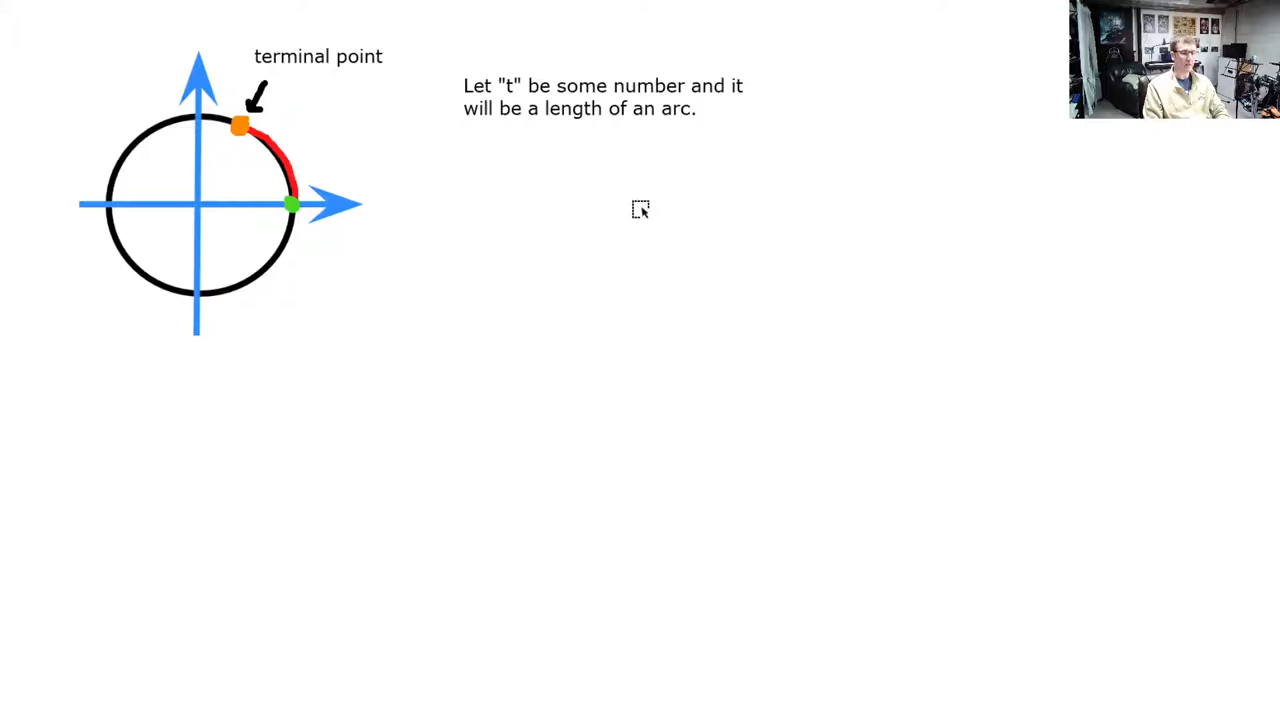 terminal point
Let "t" be some number and it
will be a length of an arc.